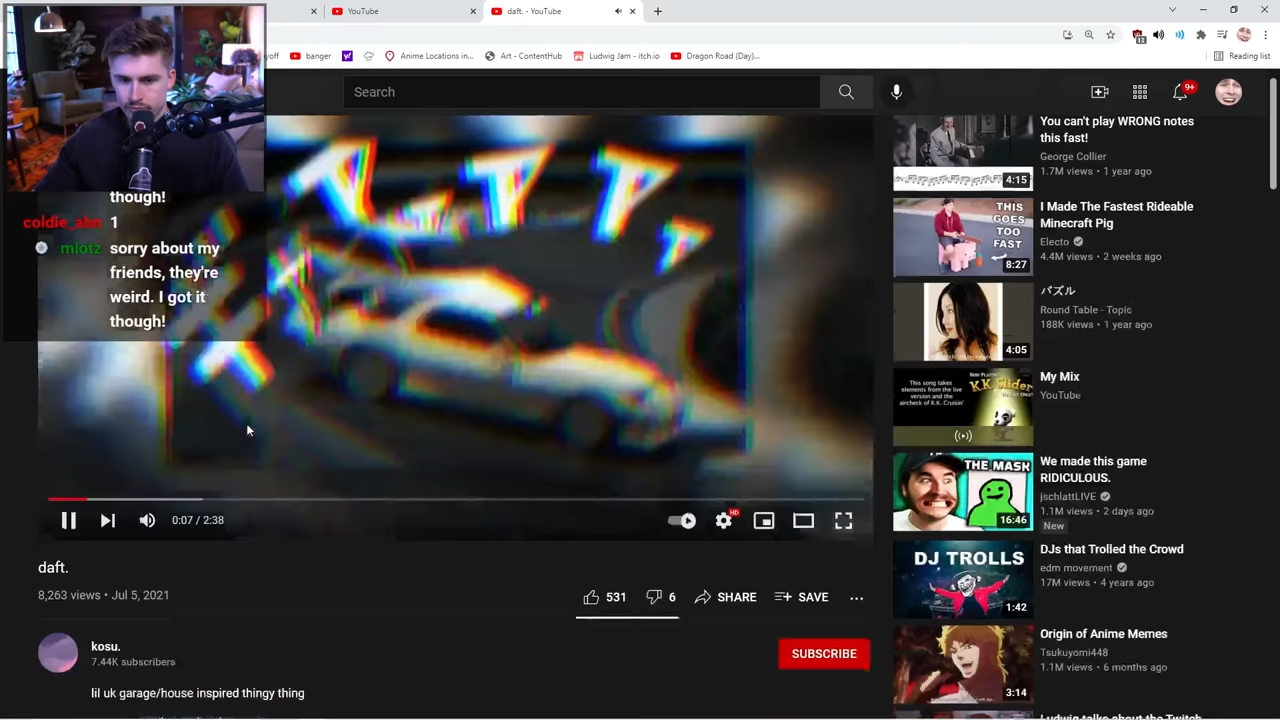 YouTube
daft. - YouTube
yoff
banger
Anime Locations in...
Art - ContentHub
Ludwig Jam - itch.io
Dragon Road (Day)...
13
Reading list
Search
9+
though!
coldie_abn 1
mlotz sorry about my
friends, they're
weird. I got it
though!
0:07 / 2:38
HD
daft.
8,263 views • Jul 5, 2021
531
6
SHARE
SAVE
...
kosu.
7.44K subscribers
SUBSCRIBE
lil uk garage/house inspired thingy thing
4:15
You can't play WRONG notes
this fast!
George Collier
1.7M views • 1 year ago
THIS
GOES
TOO
FAST
8:27
I Made The Fastest Rideable
Minecraft Pig
Electo
4.4M views • 2 weeks ago
4:05
パズル
Round Table - Topic
188K views • 1 year ago
This song takes
elements from the live
version and the
aircheck of K.K. Cruisin'
K.K. Slider
My Mix
YouTube
THE MASK
16:46
We made this game
RIDICULOUS.
jschlattLIVE
1.1M views • 2 days ago
New
DJ TROLLS
1:42
DJs that Trolled the Crowd
edm movement
17M views • 4 years ago
3:14
Origin of Anime Memes
Tsukuyomi448
1.1M views • 6 months ago
Ludwig talks about the Twitch